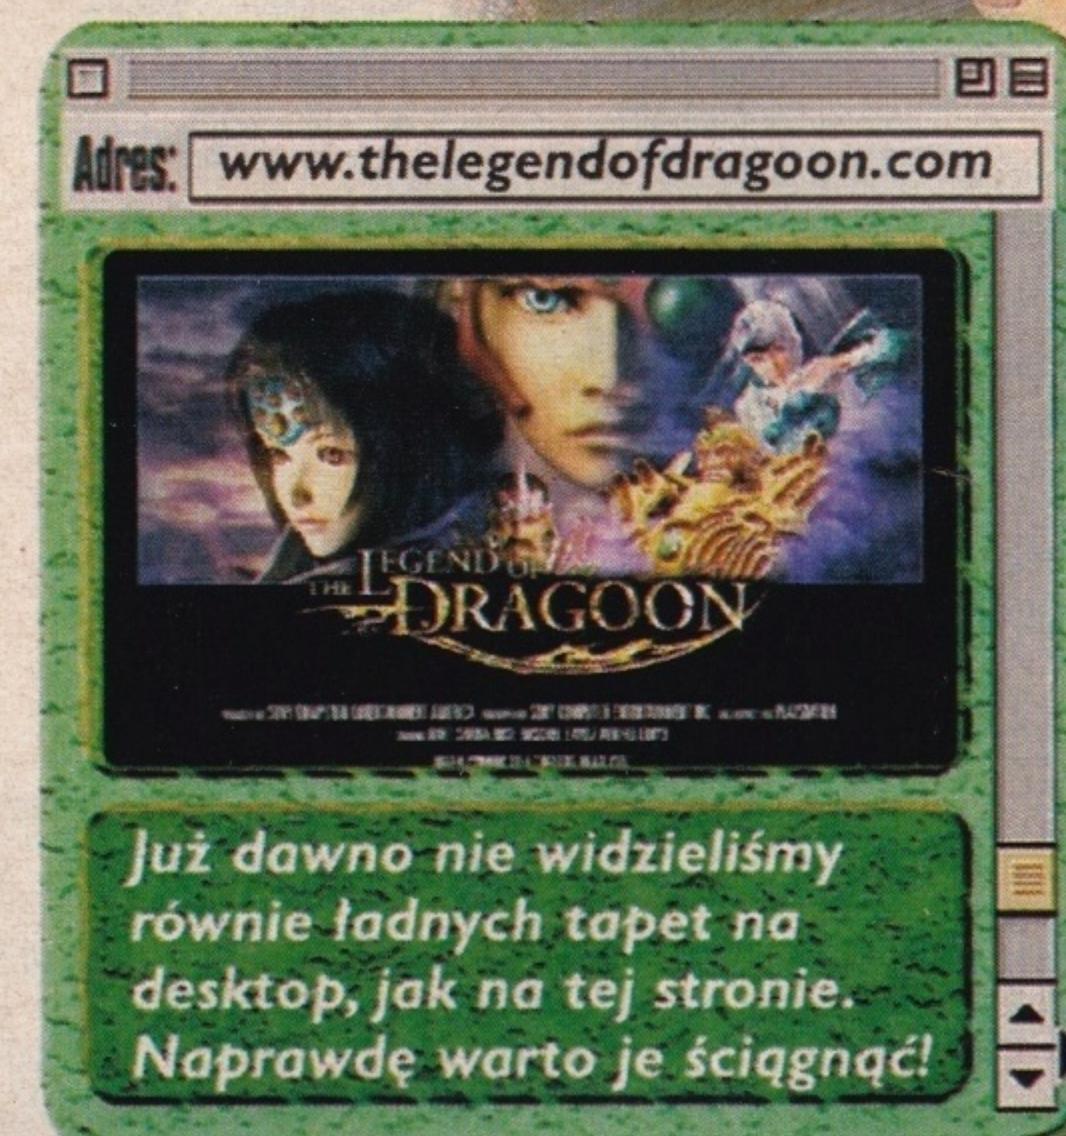 Adres: www.thelegendofdragoon.com
THE LEGEND OF
DRAGOON
Już dawno nie widzieliśmy
równie ładnych tapet na
desktop, jak na tej stronie.
Naprawdę warto je ściągnąć!